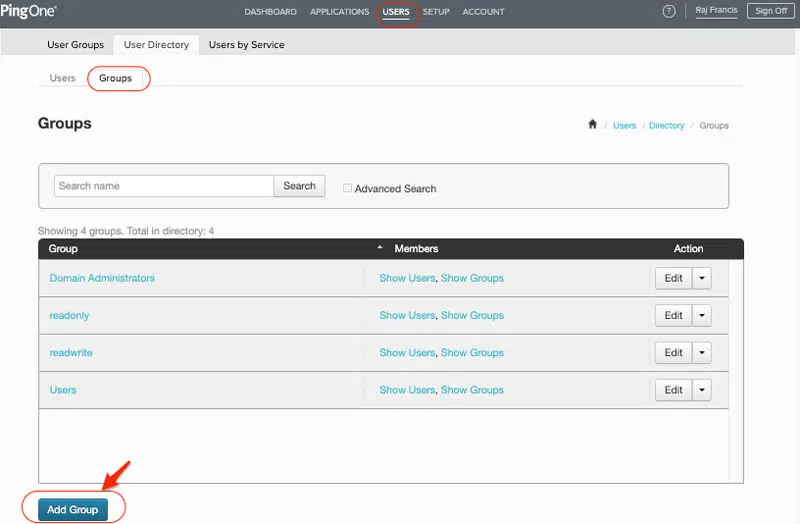 PingOne® DASHBOARD APPLICATIONS USERS SETUP ACCOUNT ? Raj Francis Sign Off
User Groups User Directory Users by Service
Users Groups
Groups / Users / Directory / Groups
Search name Search Advanced Search
Showing 4 groups. Total in directory: 4
Group Members Action
Domain Administrators Show Users, Show Groups Edit
readonly Show Users, Show Groups Edit
readwrite Show Users, Show Groups Edit
Users Show Users, Show Groups Edit
Add Group